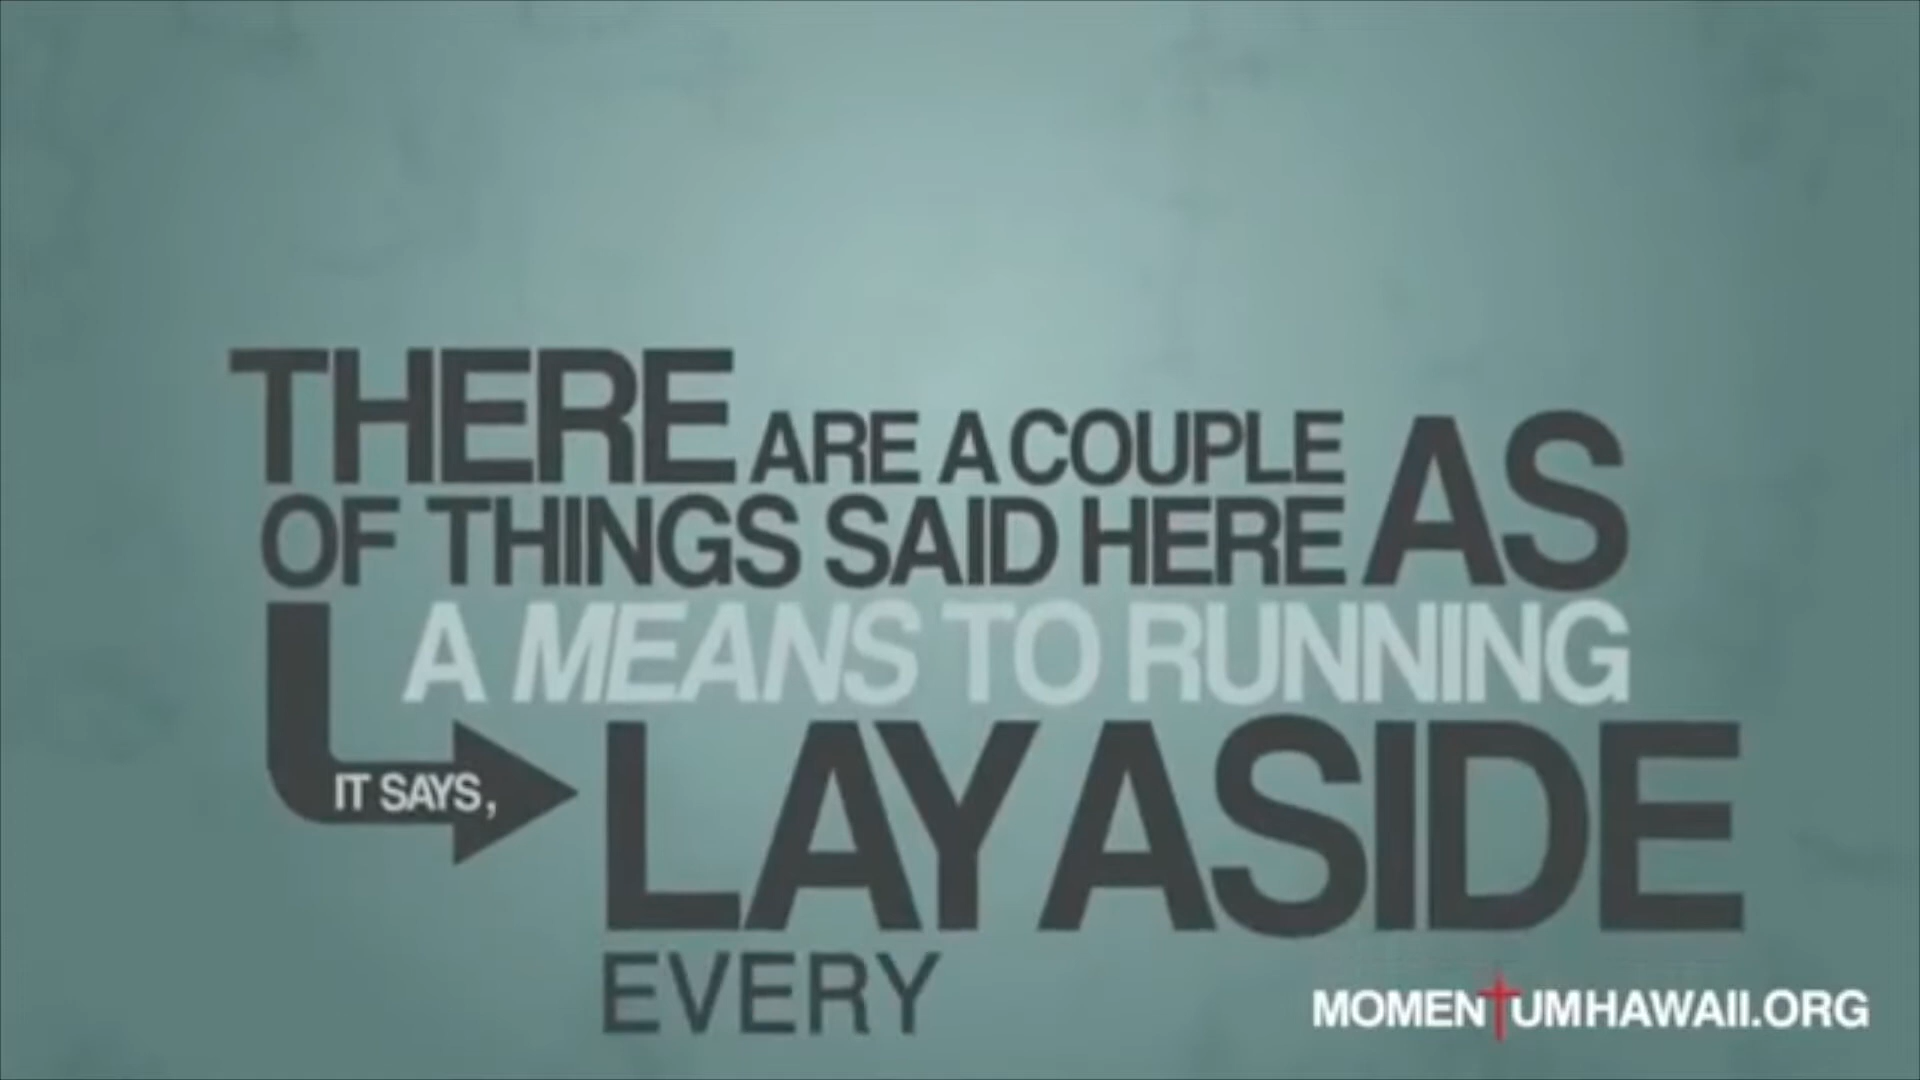 THERE ARE A COUPLE
OF THINGS SAID HERE AS
A MEANS TO RUNNING
IT SAYS, LAY ASIDE
EVERY
MOMENTUMHAWAII.ORG